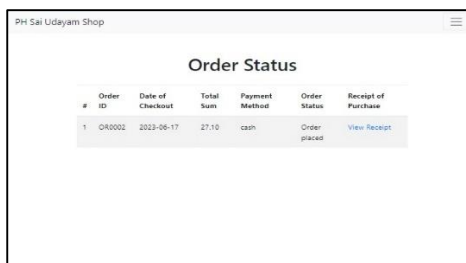 PH Sai Udayam Shop
Order Status
# Order ID Date of Checkout Total Sum Payment Method Order Status Receipt of Purchase
1 OR0002 2023-06-17 27.10 cash Order placed View Receipt